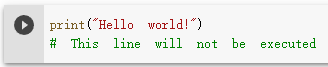 print("Hello world!")
# This line will not be executed